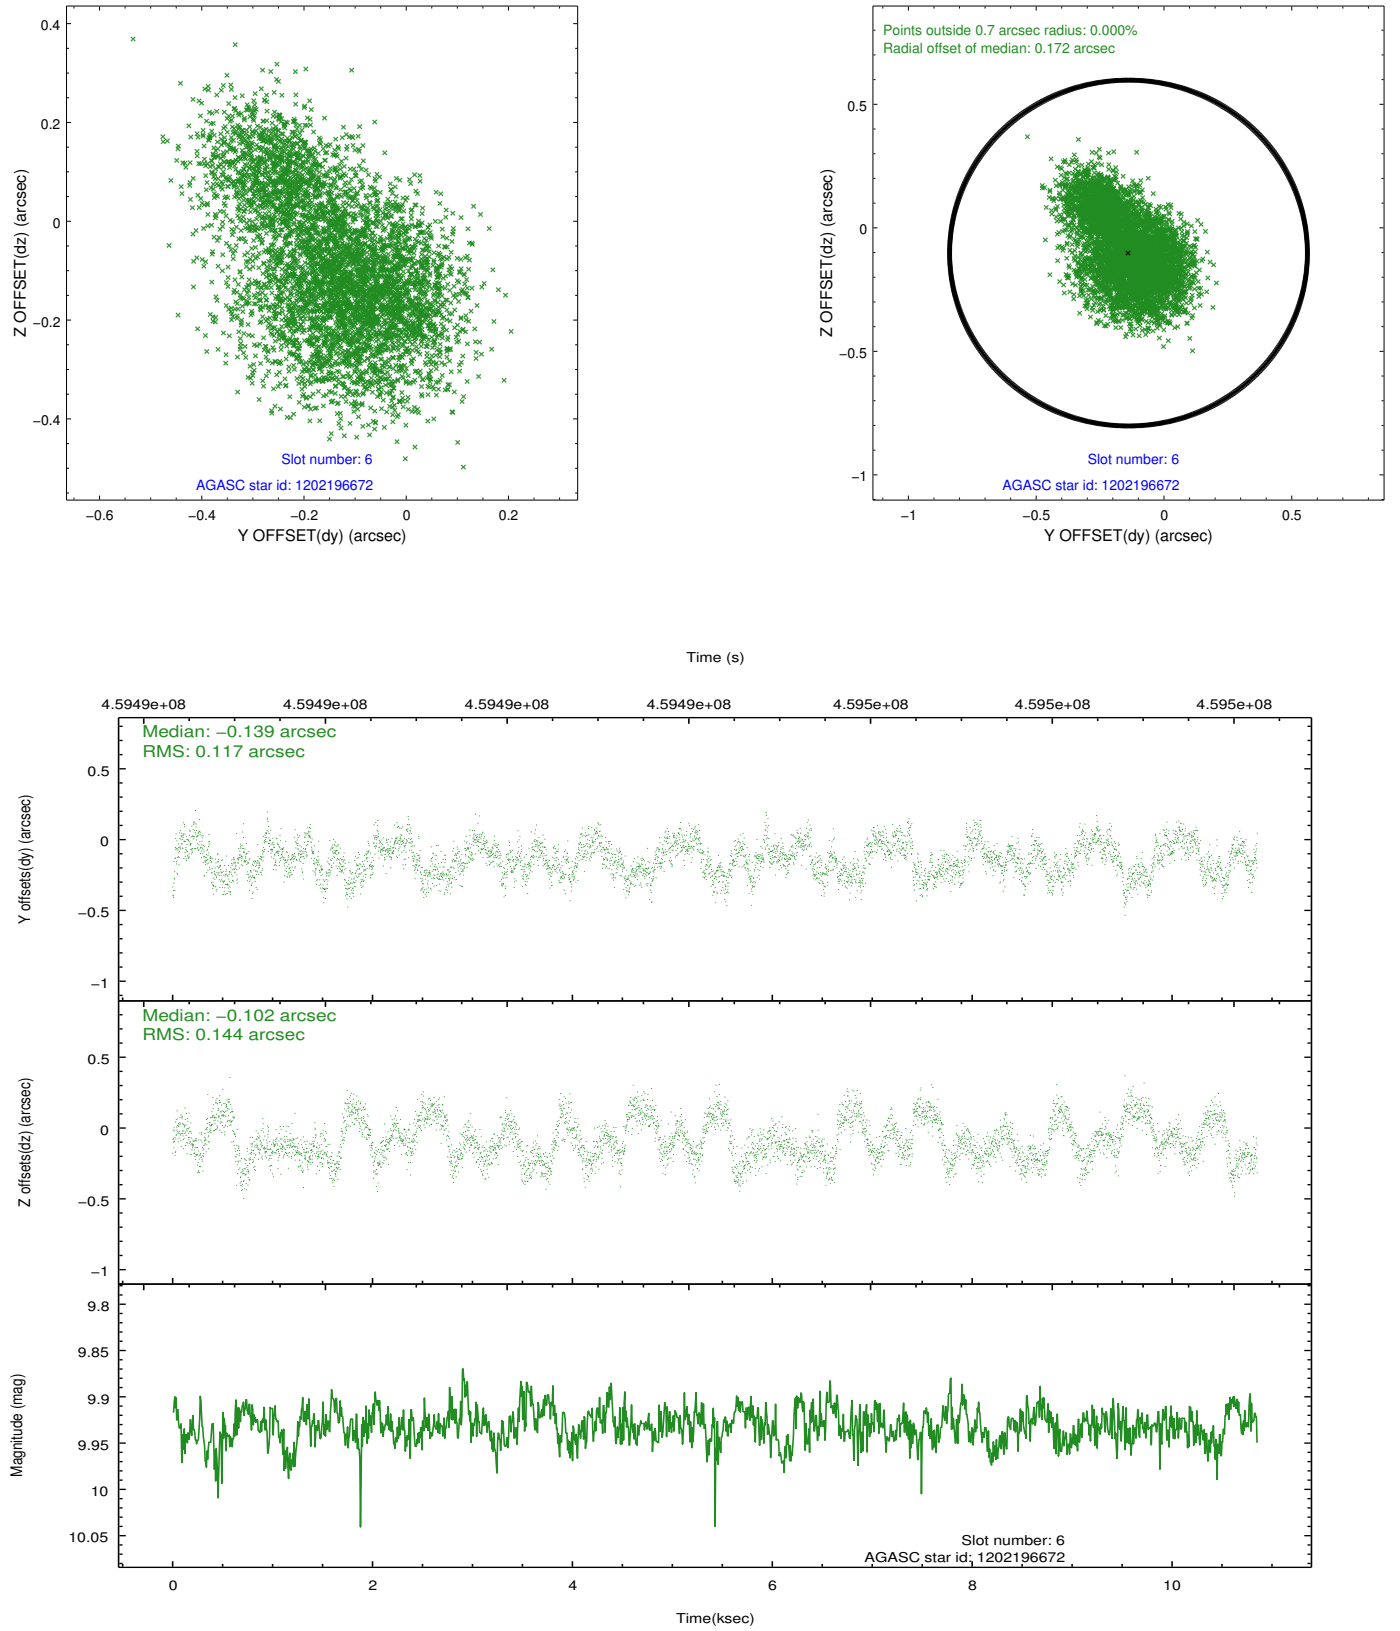 0.4
0.2
0
−0.2
−0.4
Z OFFSET(dz) (arcsec)
Slot number: 6
AGASC star id: 1202196672
−0.6 −0.4 −0.2 0 0.2
Y OFFSET(dy) (arcsec)
Points outside 0.7 arcsec radius: 0.000%
Radial offset of median: 0.172 arcsec
0.5
0
−0.5
−1
Z OFFSET(dz) (arcsec)
Slot number: 6
AGASC star id: 1202196672
−1 −0.5 0 0.5
Y OFFSET(dy) (arcsec)
Time (s)
4.5949e+08 4.5949e+08 4.5949e+08 4.5949e+08 4.595e+08 4.595e+08 4.595e+08
Median: −0.139 arcsec
RMS: 0.117 arcsec
0.5
0
−0.5
−1
Y offsets(dy) (arcsec)
Median: −0.102 arcsec
RMS: 0.144 arcsec
0.5
0
−0.5
−1
Z offsets(dz) (arcsec)
9.8
9.85
9.9
9.95
10
10.05
Magnitude (mag)
Slot number: 6
AGASC star id: 1202196672
0 2 4 6 8 10
Time(ksec)